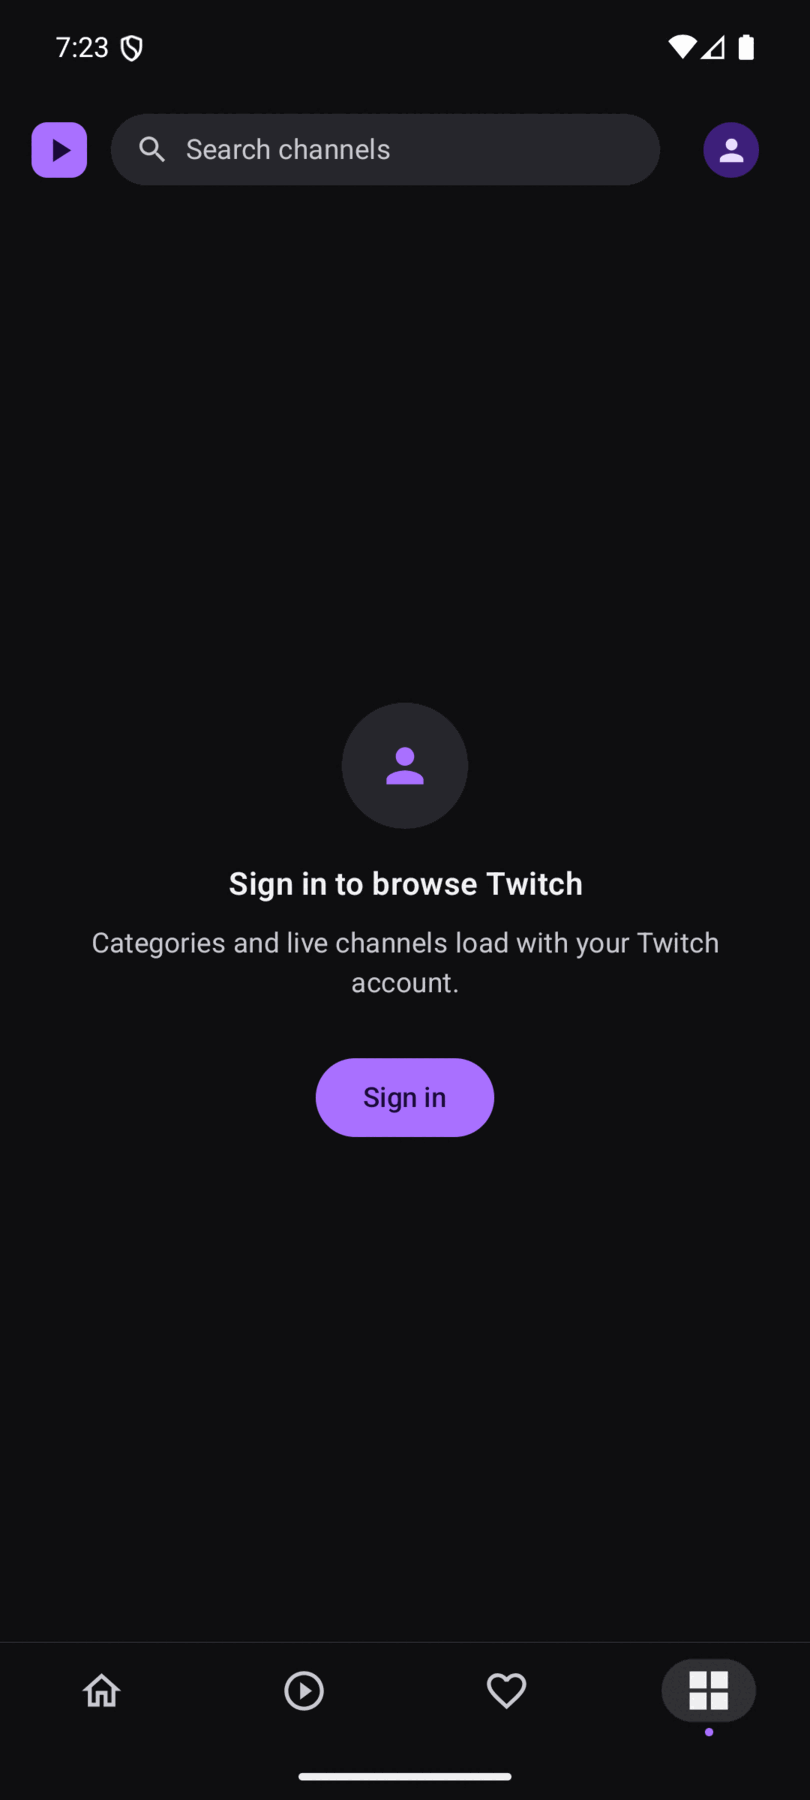 7:23
Search channels
Sign in to browse Twitch
Categories and live channels load with your Twitch
account.
Sign in